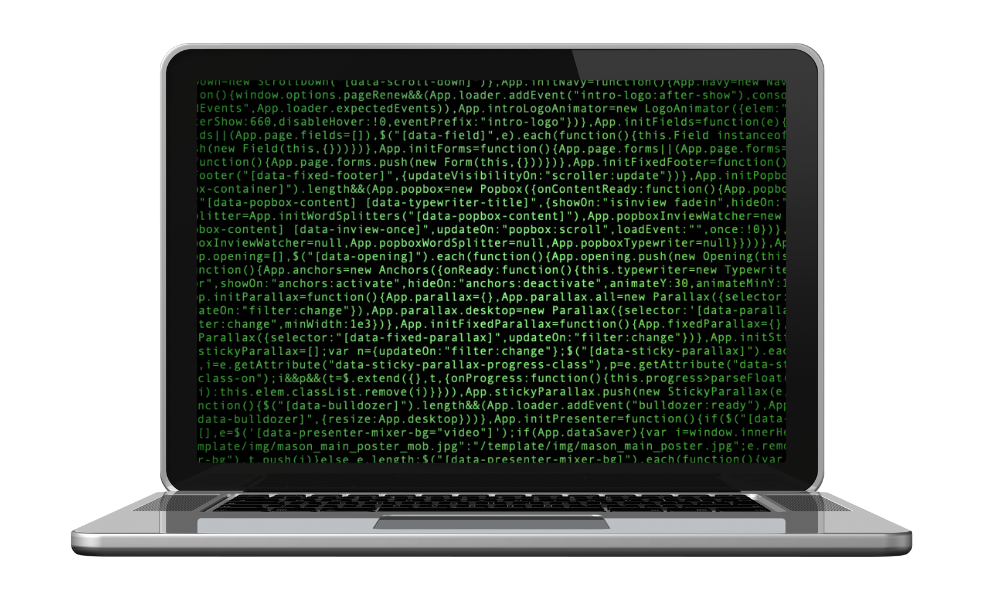 own=new ScrollDown("[data-scroll-down]")},App.initNavy=function(){App.navy=new Nav
on(){window.options.pageRenew&&(App.loader.addEvent("intro-logo:after-show"),conso
dEvents",App.loader.expectedEvents)),App.introLogoAnimator=new LogoAnimator({elem:"
terShow:660,disableHover:!0,eventPrefix:"intro-logo"})},App.initFields=function(e){
ds||(App.page.fields=[]),$("[data-field]",e).each(function(){this.Field instanceof
sh(new Field(this,{}))})},App.initForms=function(){App.page.forms||(App.page.forms=
unction(){App.page.forms.push(new Form(this,{}))})},App.initFixedFooter=function(
ooter("[data-fixed-footer]",{updateVisibilityOn:"scroller:update"})},App.initPopbo
ox-container]").length&&(App.popbox=new Popbox({onContentReady:function(){App.popbo
"[data-popbox-content] [data-typewriter-title]",{showOn:"isinview fadein",hideOn:"
plitter=App.initWordSplitters("[data-popbox-content]"),App.popboxInviewWatcher=new
pbox-content] [data-inview-once]",updateOn:"popbox:scroll",loadEvent:"",once:!0})},
boxInviewWatcher=null,App.popboxWordSplitter=null,App.popboxTypewriter=null}}))},Ap
p.opening=[],$("[data-opening]").each(function(){App.opening.push(new Opening(this
nction(){App.anchors=new Anchors({onReady:function(){this.typewriter=new Typewrite
r",showOn:"anchors:activate",hideOn:"anchors:deactivate",animateY:30,animateMinY:1
p.initParallax=function(){App.parallax={},App.parallax.all=new Parallax({selector:
ateOn:"filter:change"}),App.parallax.desktop=new Parallax({selector:'[data-paralla
ter:change",minWidth:1e3})},App.initFixedParallax=function(){App.fixedParallax={},
Parallax({selector:"[data-fixed-parallax]",updateOn:"filter:change"})},App.initSti
stickyParallax=[];var n={updateOn:"filter:change"};$("[data-sticky-parallax]").eac
,i=e.getAttribute("data-sticky-parallax-progress-class"),p=e.getAttribute("data-st
class-on");i&&p&&(t=$.extend({},t,{onProgress:function(){this.progress>parseFloat(
i):this.elem.classList.remove(i)}})),App.stickyParallax.push(new StickyParallax(e,
nction(){$("[data-bulldozer]").length&&(App.loader.addEvent("bulldozer:ready"),App
data-bulldozer]",{resize:App.desktop}))},App.initPresenter=function(){if($("[data-
[],e=$('[data-presenter-mixer-bg="video"]');if(App.dataSaver){var i=window.innerHe
mplate/img/mason_main_poster_mob.jpg":"/template/img/mason_main_poster.jpg";e.remo
r-bg"),t.push(i)}else e.length;$("[data-presenter-mixer-bg]").each(function(){var